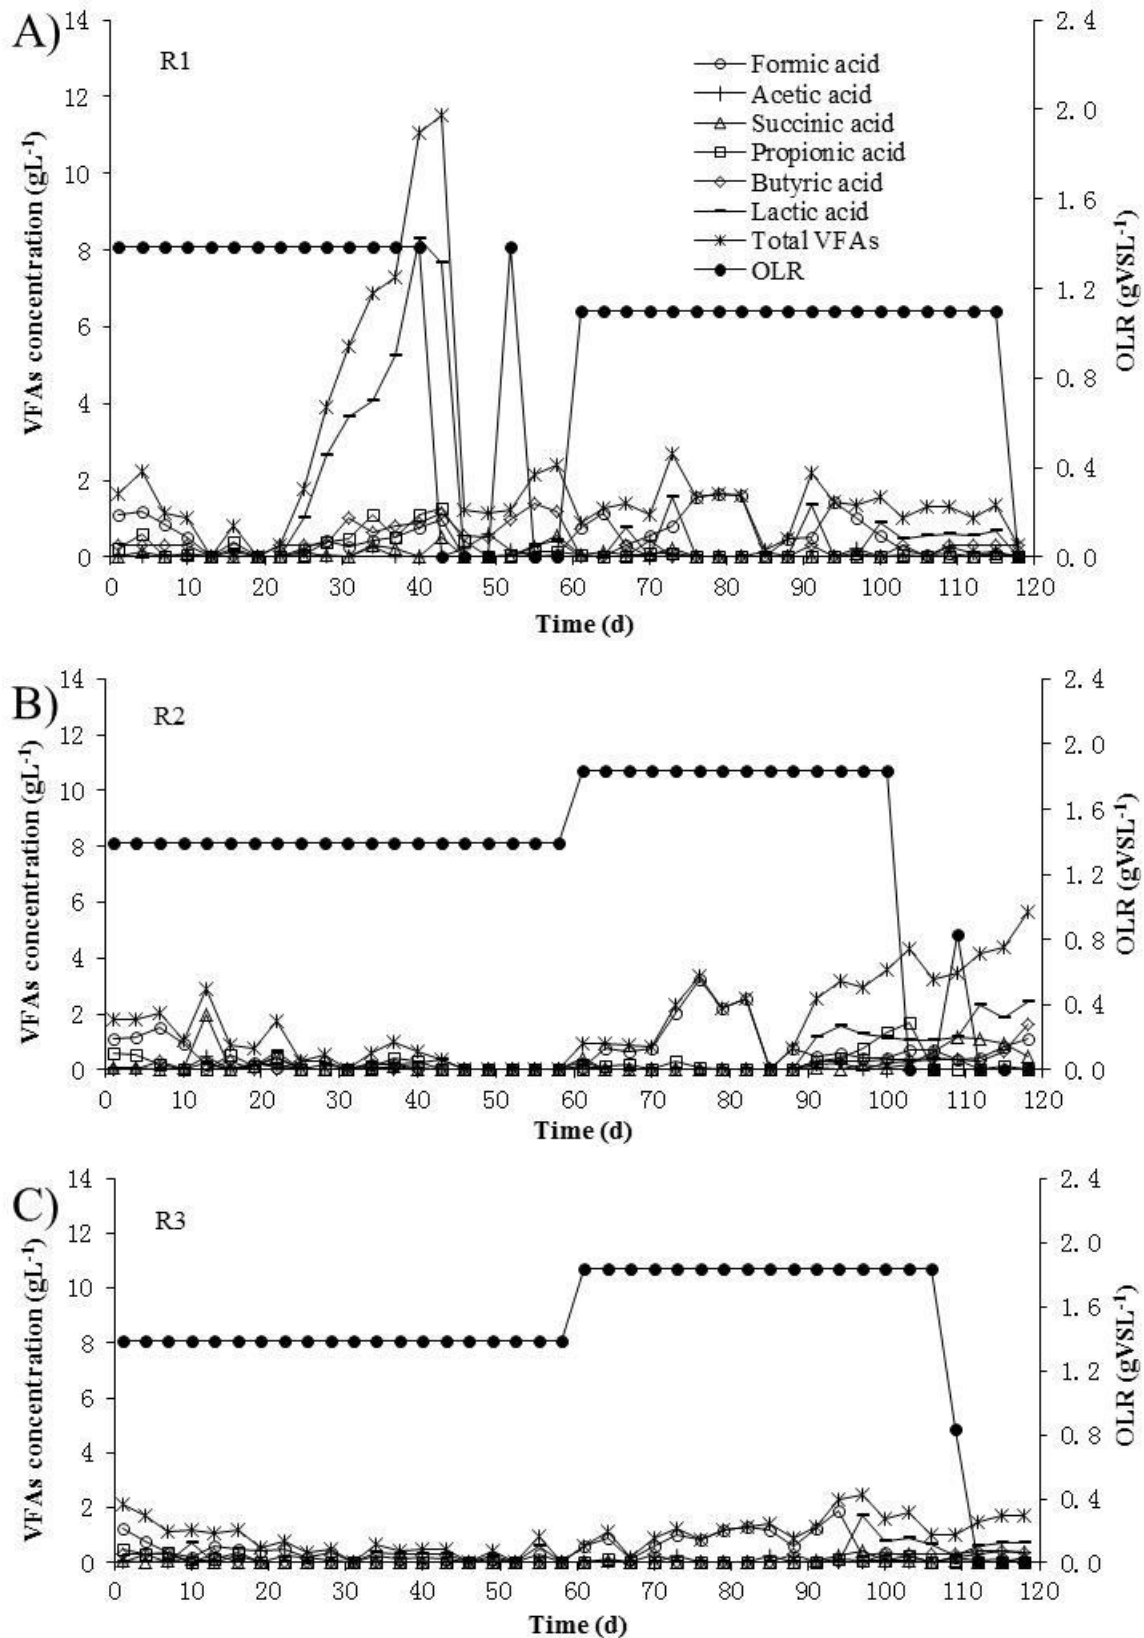 A)
R1
14
12
10
8
6
4
2
0
VFAs concentration (gL-1)
2.4
2.0
1.6
1.2
0.8
0.4
0.0
OLR (gVSL-1)
Formic acid
Acetic acid
Succinic acid
Propionic acid
Butyric acid
Lactic acid
Total VFAs
OLR
0 10 20 30 40 50 60 70 80 90 100 110 120
Time (d)
B)
R2
14
12
10
8
6
4
2
0
VFAs concentration (gL-1)
2.4
2.0
1.6
1.2
0.8
0.4
0.0
OLR (gVSL-1)
0 10 20 30 40 50 60 70 80 90 100 110 120
Time (d)
C)
R3
14
12
10
8
6
4
2
0
VFAs concentration (gL-1)
2.4
2.0
1.6
1.2
0.8
0.4
0.0
OLR (gVSL-1)
0 10 20 30 40 50 60 70 80 90 100 110 120
Time (d)